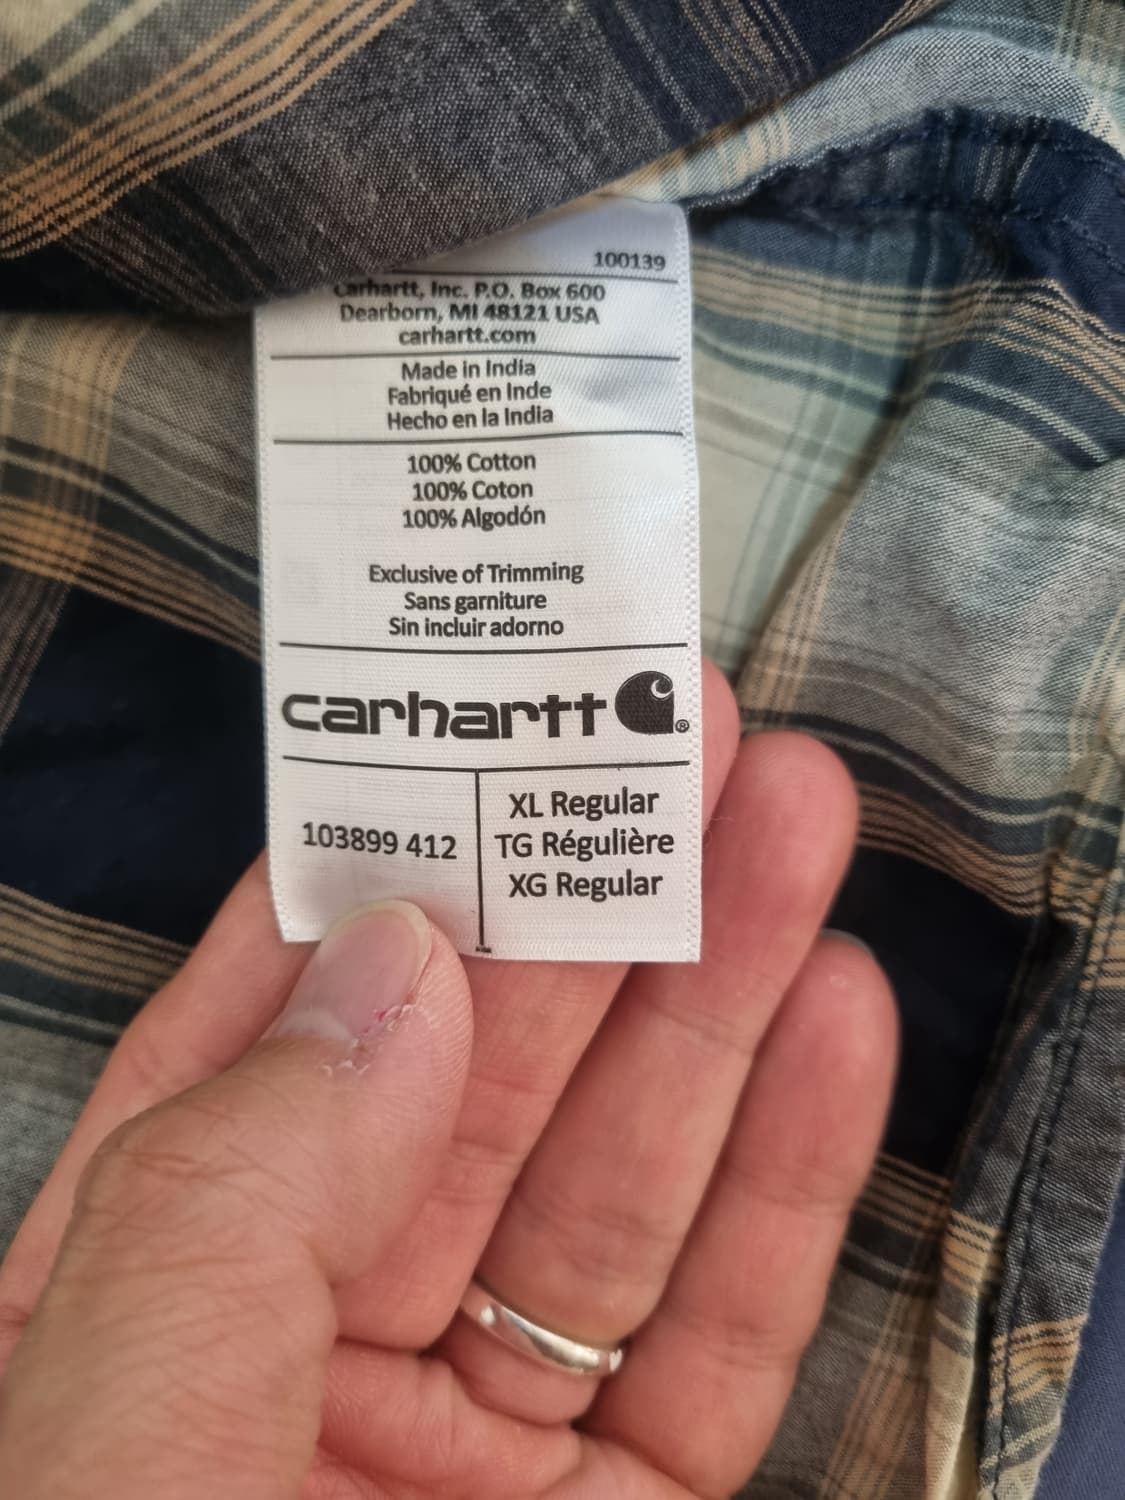 100139
Carhartt, Inc. P.O. Box 600
Dearborn, MI 48121 USA
carhartt.com
Made in India
Fabriqué en Inde
Hecho en la India
100% Cotton
100% Coton
100% Algodón
Exclusive of Trimming
Sans garniture
Sin incluir adorno
carhartt ®
103899 412
XL Regular
TG Régulière
XG Regular